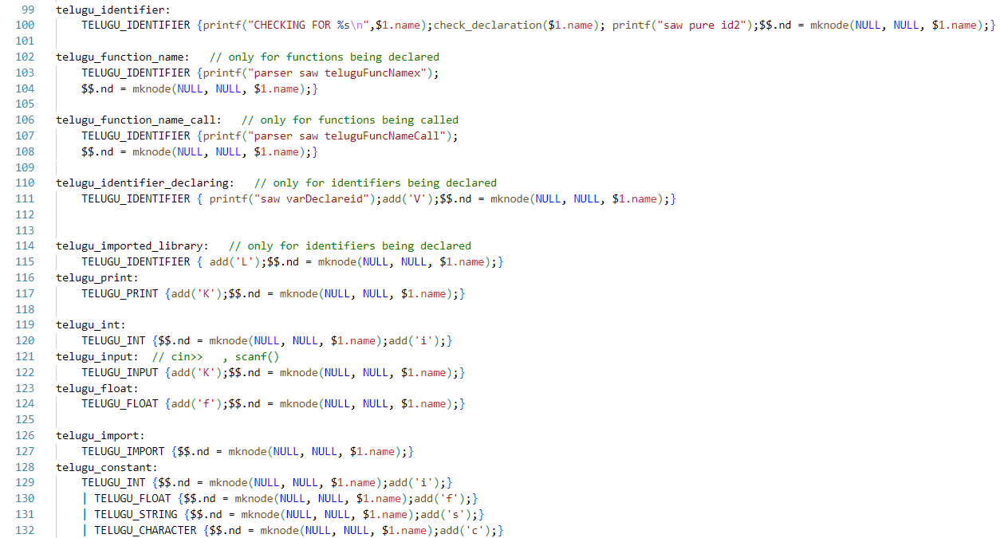 99 telugu_identifier:
100 TELUGU_IDENTIFIER {printf("CHECKING FOR %s\n",$1.name);check_declaration($1.name); printf("saw pure id2");$$.nd = mknode(NULL, NULL, $1.name);}
101
102 telugu_function_name:   // only for functions being declared
103 TELUGU_IDENTIFIER {printf("parser saw teluguFuncNamex");
104 $$.nd = mknode(NULL, NULL, $1.name);}
105
106 telugu_function_name_call:   // only for functions being called
107 TELUGU_IDENTIFIER {printf("parser saw teluguFuncNameCall");
108 $$.nd = mknode(NULL, NULL, $1.name);}
109
110 telugu_identifier_declaring:   // only for identifiers being declared
111 TELUGU_IDENTIFIER { printf("saw varDeclareid");add('V');$$.nd = mknode(NULL, NULL, $1.name);}
112
113
114 telugu_imported_library:   // only for identifiers being declared
115 TELUGU_IDENTIFIER { add('L');$$.nd = mknode(NULL, NULL, $1.name);}
116 telugu_print:
117 TELUGU_PRINT {add('K');$$.nd = mknode(NULL, NULL, $1.name);}
118
119 telugu_int:
120 TELUGU_INT {$$.nd = mknode(NULL, NULL, $1.name);add('i');}
121 telugu_input:  // cin>>   , scanf()
122 TELUGU_INPUT {add('K');$$.nd = mknode(NULL, NULL, $1.name);}
123 telugu_float:
124 TELUGU_FLOAT {add('f');$$.nd = mknode(NULL, NULL, $1.name);}
125
126 telugu_import:
127 TELUGU_IMPORT {$$.nd = mknode(NULL, NULL, $1.name);}
128 telugu_constant:
129 TELUGU_INT {$$.nd = mknode(NULL, NULL, $1.name);add('i');}
130 | TELUGU_FLOAT {$$.nd = mknode(NULL, NULL, $1.name);add('f');}
131 | TELUGU_STRING {$$.nd = mknode(NULL, NULL, $1.name);add('s');}
132 | TELUGU_CHARACTER {$$.nd = mknode(NULL, NULL, $1.name);add('c');}